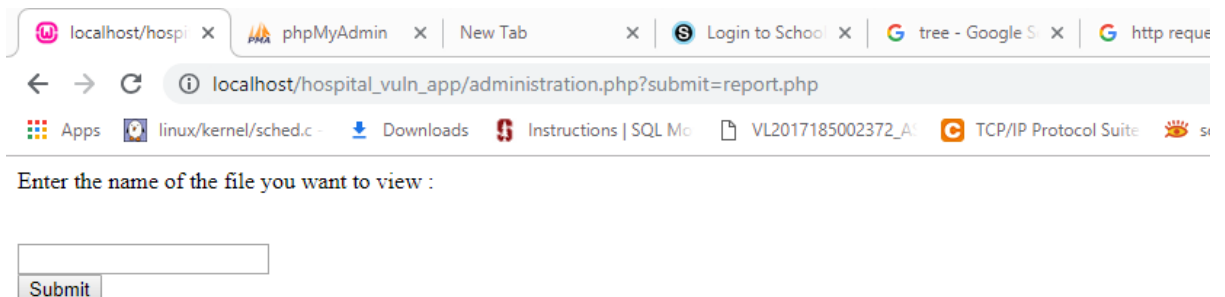 localhost/hospi phpMyAdmin New Tab Login to School tree - Google S http reque
localhost/hospital_vuln_app/administration.php?submit=report.php
Apps linux/kernel/sched.c - Downloads Instructions | SQL Mo VL2017185002372_AS TCP/IP Protocol Suite
Enter the name of the file you want to view :
Submit